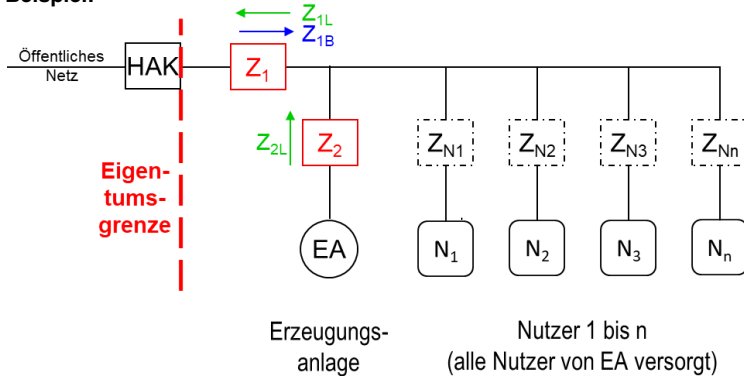 Beispiel:
Öffentliches
Netz
HAK
Z1L
Z1B
Z1
Z2L
Z2
ZN1
ZN2
ZN3
ZNn
Eigen-
tums-
grenze
EA
N1
N2
N3
Nn
Erzeugungs-
anlage
Nutzer 1 bis n
(alle Nutzer von EA versorgt)